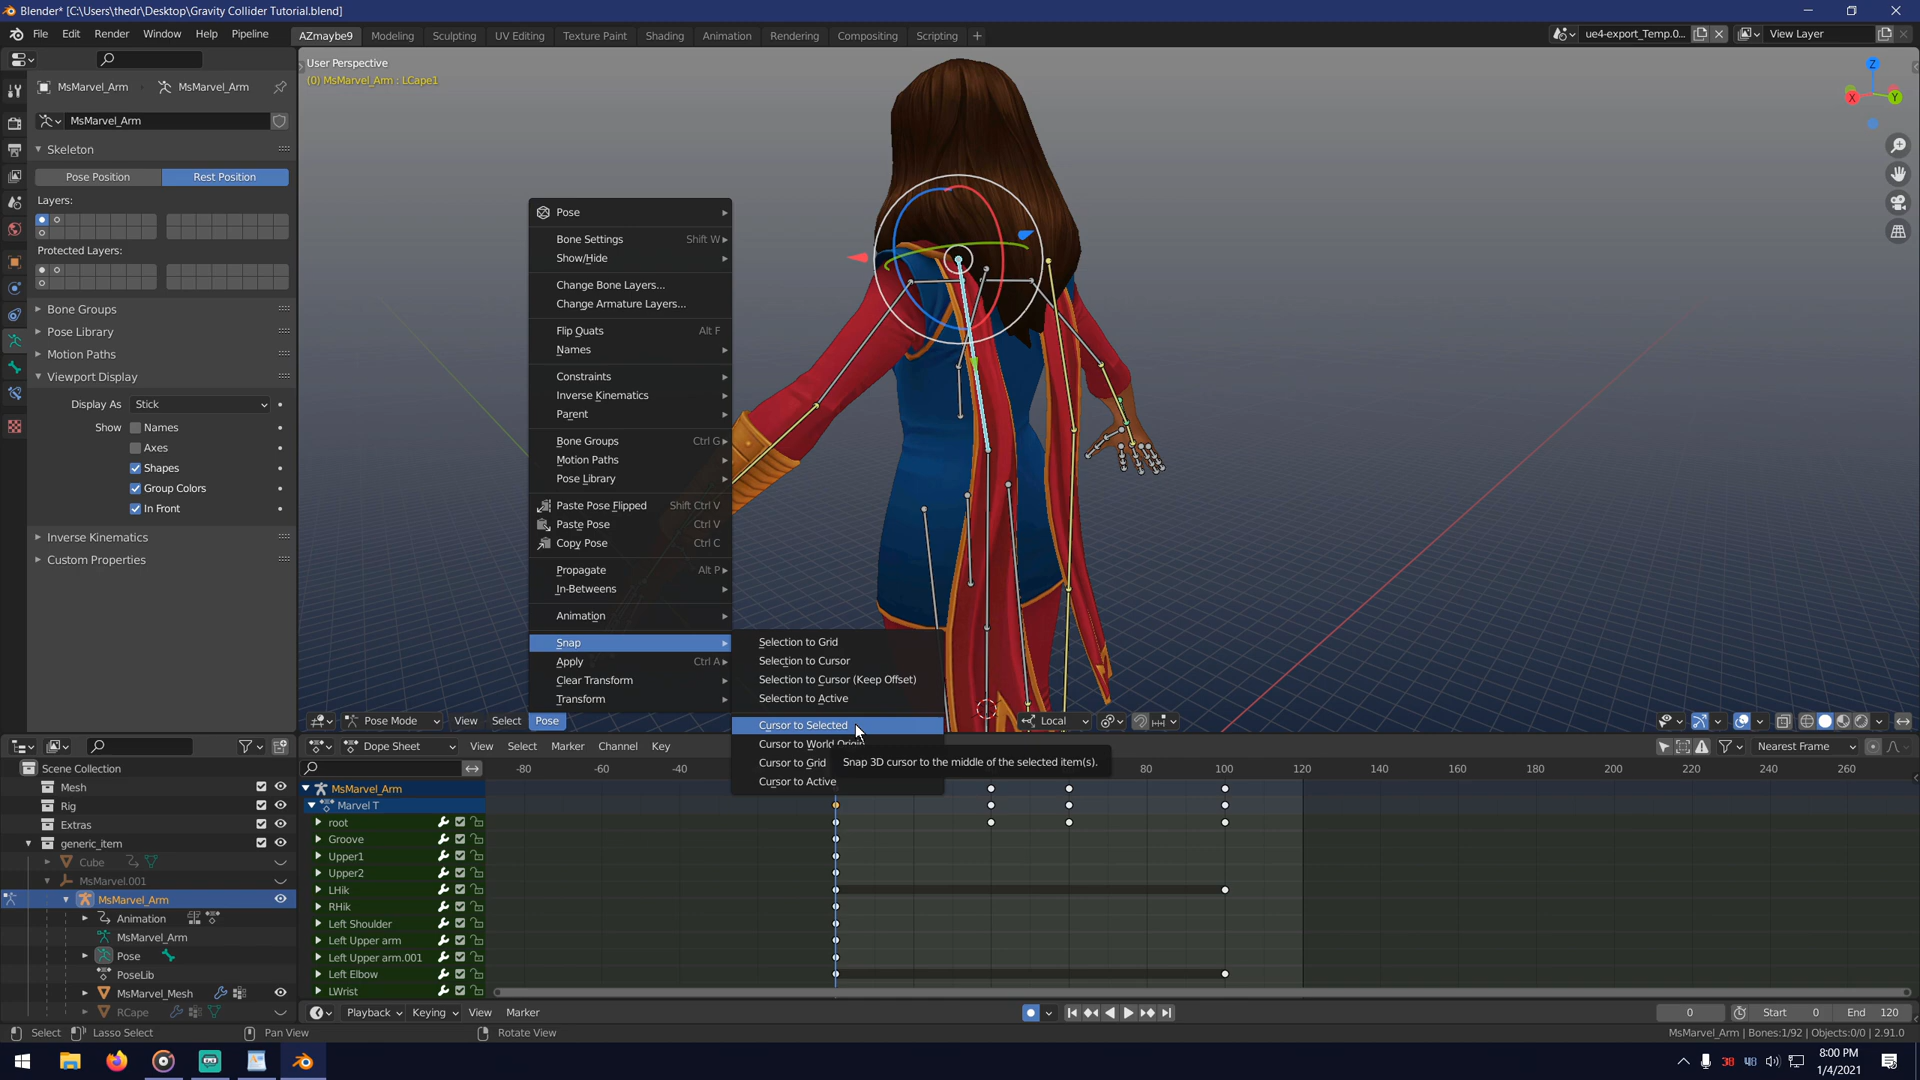 Blender* [C:\Users\thedr\Desktop\Gravity Collider Tutorial.blend]
File Edit Render Window Help Pipeline
AZmaybe9 Modeling Sculpting UV Editing Texture Paint Shading Animation Rendering Compositing Scripting +
ue4-export_Temp.0... View Layer
MsMarvel_Arm MsMarvel_Arm
MsMarvel_Arm
Skeleton
Pose Position Rest Position
Layers:
Protected Layers:
Bone Groups
Pose Library
Motion Paths
Viewport Display
Display As Stick
Show Names
Axes
Shapes
Group Colors
In Front
Inverse Kinematics
Custom Properties
User Perspective
(0) MsMarvel_Arm : LCape1
Z
X
Y
Pose
Bone Settings Shift W
Show/Hide
Change Bone Layers...
Change Armature Layers...
Flip Quats Alt F
Names
Constraints
Inverse Kinematics
Parent
Bone Groups Ctrl G
Motion Paths
Pose Library
Paste Pose Flipped Shift Ctrl V
Paste Pose Ctrl V
Copy Pose Ctrl C
Propagate Alt P
In-Betweens
Animation
Snap
Apply Ctrl A
Clear Transform
Transform
Selection to Grid
Selection to Cursor
Selection to Cursor (Keep Offset)
Selection to Active
Cursor to Selected
Cursor to World Origin
Cursor to Grid
Cursor to Active
Snap 3D cursor to the middle of the selected item(s).
Pose Mode View Select Pose Local
Dope Sheet View Select Marker Channel Key Nearest Frame
-80 -60 -40 80 100 120 140 160 180 200 220 240 260
MsMarvel_Arm
Marvel T
root
Groove
Upper1
Upper2
LHik
RHik
Left Shoulder
Left Upper arm
Left Upper arm.001
Left Elbow
LWrist
Scene Collection
Mesh
Rig
Extras
generic_item
Cube
MsMarvel.001
MsMarvel_Arm
Animation
MsMarvel_Arm
Pose
PoseLib
MsMarvel_Mesh
RCape
Playback Keying View Marker 0 Start 0 End 120
Select Lasso Select Pan View Rotate View MsMarvel_Arm | Bones:1/92 | Objects:0/0 | 2.91.0
38 48 8:00 PM
1/4/2021